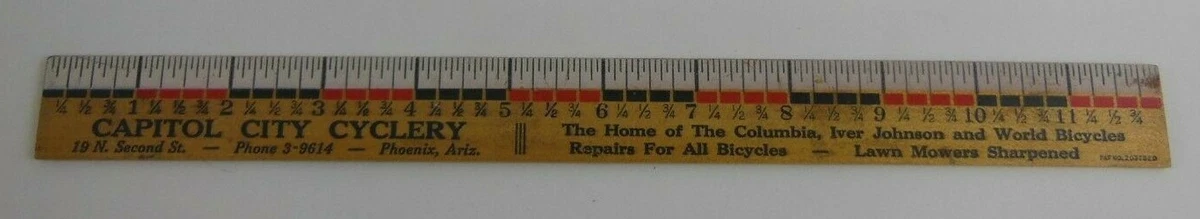 1 2 3 4 5 6 7 8 9 10 11
¼ ½ ¾ ¼ ½ ¾ ¼ ½ ¾ ¼ ½ ¾ ¼ ½ ¾ ¼ ½ ¾ ¼ ½ ¾ ¼ ½ ¾ ¼ ½ ¾ ¼ ½ ¾ ¼ ½ ¾ ¼ ½ ¾
CAPITOL CITY CYCLERY
19 N. Second St. — Phone 3-9614 — Phoenix, Ariz.
The Home of The Columbia, Iver Johnson and World Bicycles
Repairs For All Bicycles — Lawn Mowers Sharpened
PAT NO.